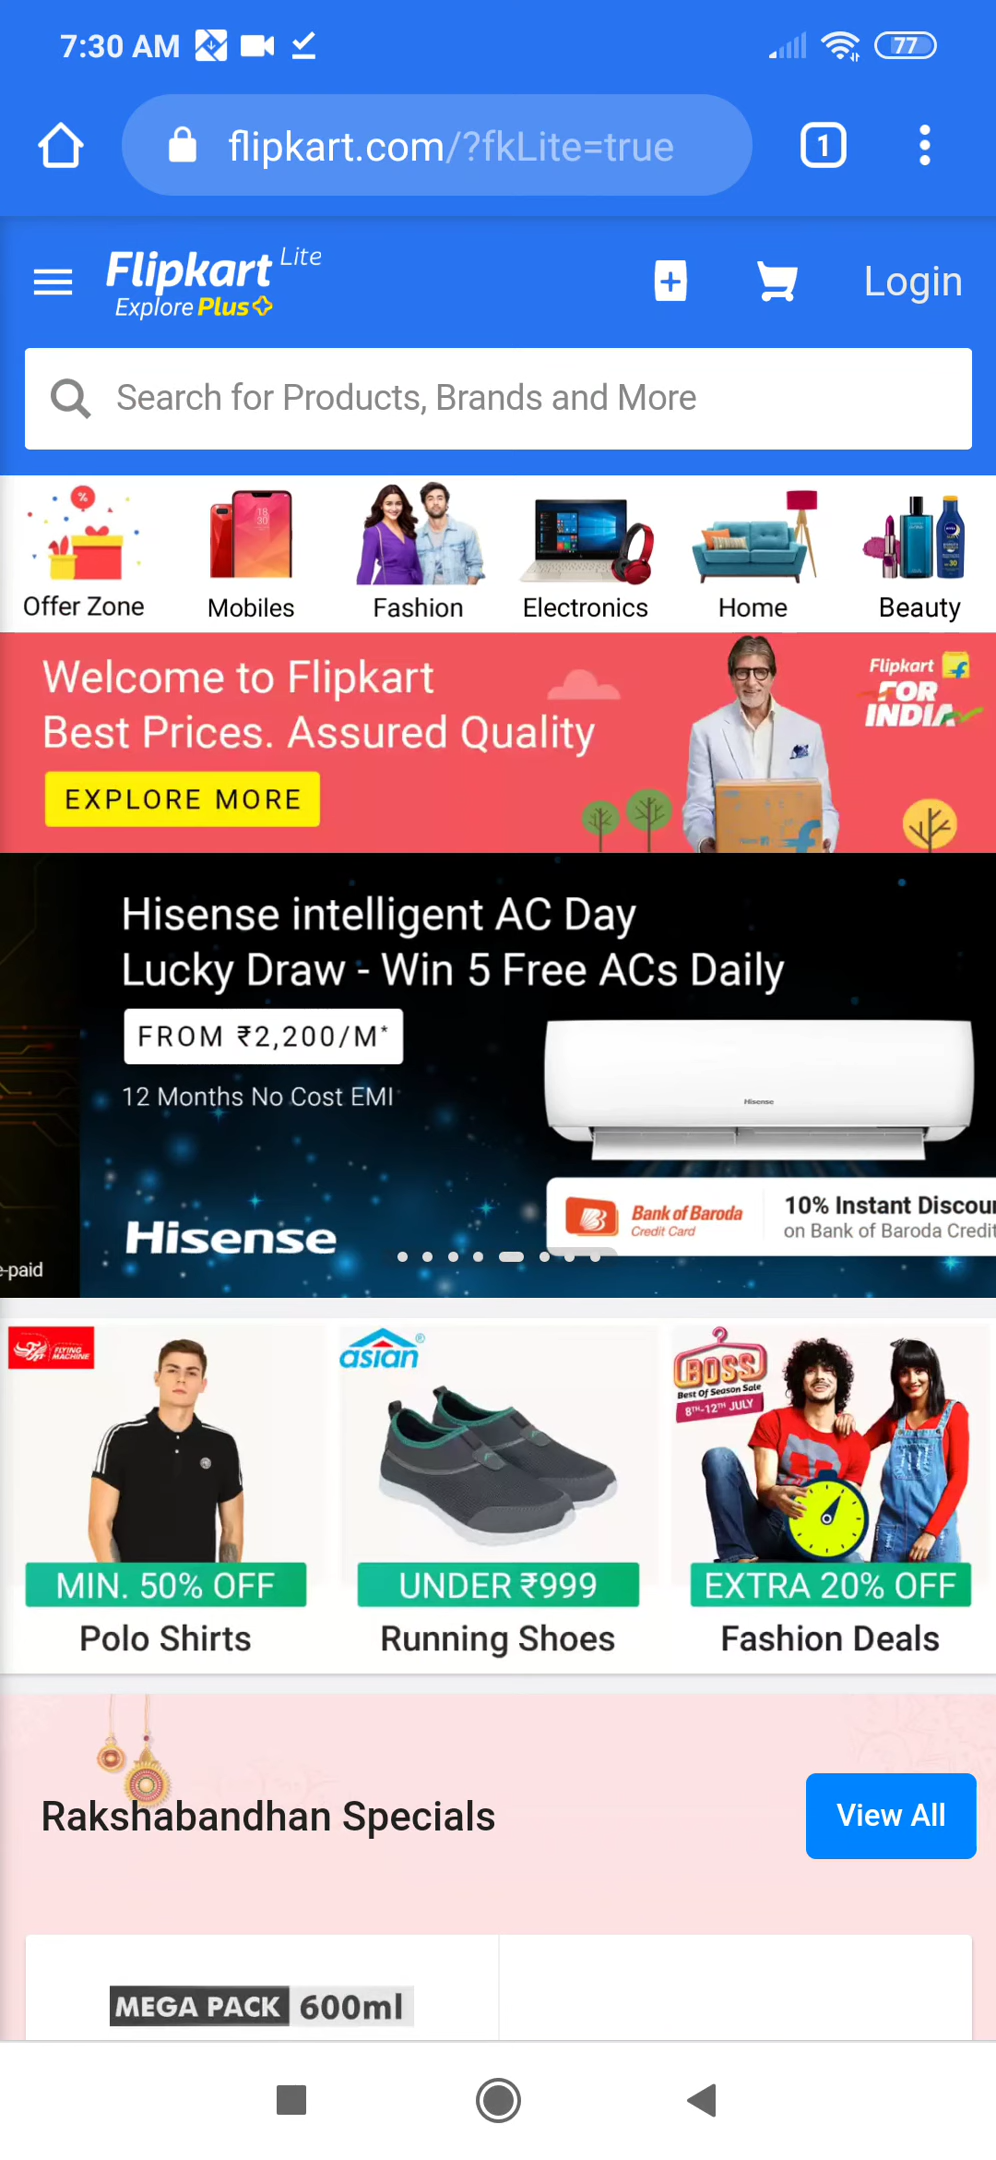 7:30 AM
77
flipkart.com/?fkLite=true
1
Flipkart Lite
Explore Plus
Login
Search for Products, Brands and More
%
18
30
Offer Zone
Mobiles
Fashion
Electronics
Home
Beauty
Welcome to Flipkart
Best Prices. Assured Quality
EXPLORE MORE
Flipkart
FOR
INDIA
Hisense intelligent AC Day
Lucky Draw - Win 5 Free ACs Daily
FROM ₹2,200/M*
12 Months No Cost EMI
Hisense
Bank of Baroda
Credit Card
10% Instant Discou
on Bank of Baroda Credit
Hisense
e-paid
FLYING
MACHINE
asian®
BOSS
Best Of Season Sale
8TH-12TH JULY
MIN. 50% OFF
UNDER ₹999
EXTRA 20% OFF
Polo Shirts
Running Shoes
Fashion Deals
Rakshabandhan Specials
View All
MEGA PACK 600ml